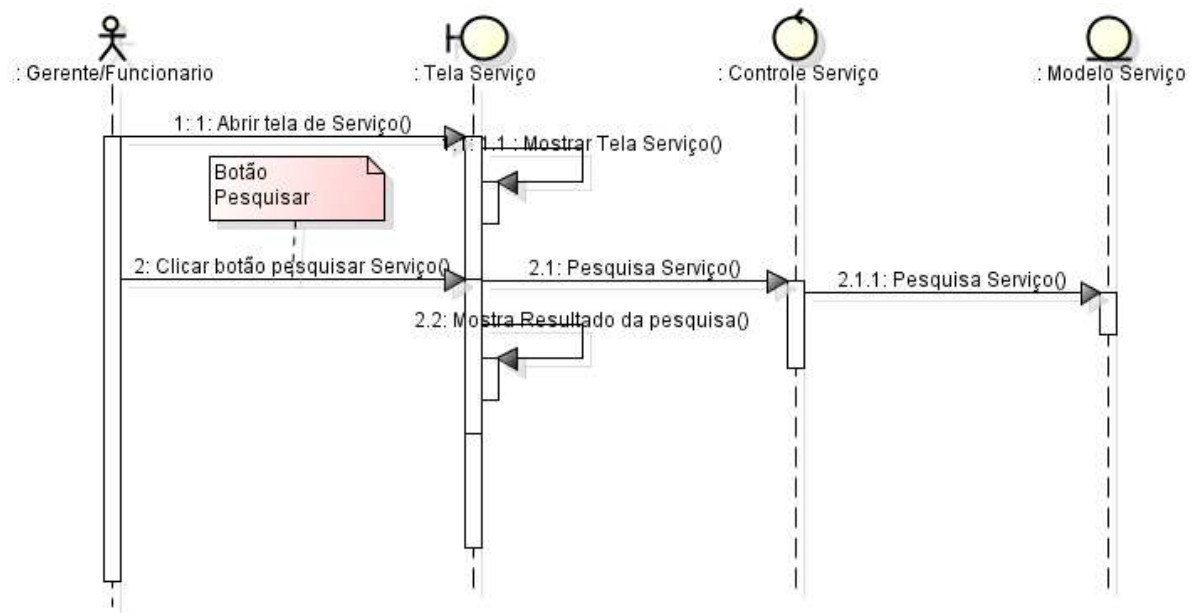 : Gerente/Funcionario
: Tela Serviço
: Controle Serviço
: Modelo Serviço
1: 1: Abrir tela de Serviço()
1.1: 1.1 : Mostrar Tela Serviço()
Botão
Pesquisar
2: Clicar botão pesquisar Serviço()
2.1: Pesquisa Serviço()
2.1.1: Pesquisa Serviço()
2.2: Mostra Resultado da pesquisa()